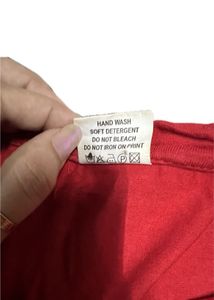 HAND WASH
SOFT DETERGENT
DO NOT BLEACH
DO NOT IRON ON PRINT